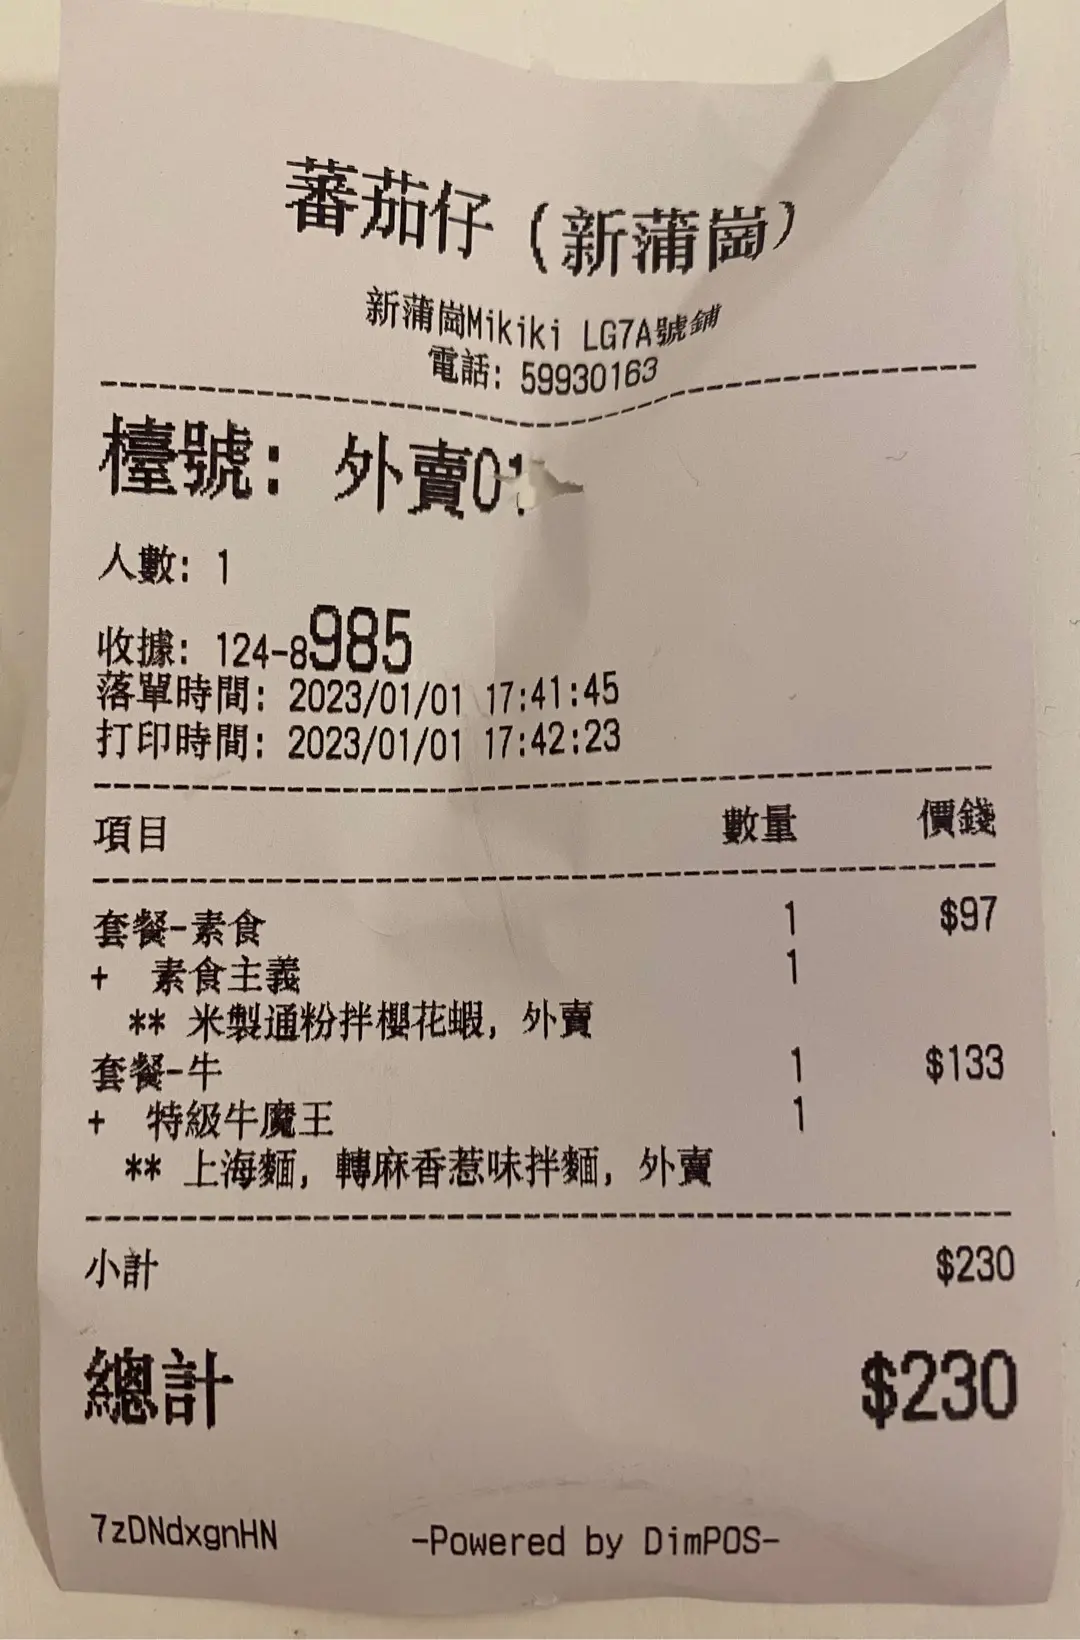 蕃茄仔（新蒲崗）
新蒲崗Mikiki LG7A號鋪
電話: 59930163
檯號: 外賣01
人數: 1
收據: 124-8985
落單時間: 2023/01/01 17:41:45
打印時間: 2023/01/01 17:42:23
項目 數量 價錢
套餐-素食 1 $97
+ 素食主義 1
** 米製通粉拌櫻花蝦, 外賣
套餐-牛 1 $133
+ 特級牛魔王 1
** 上海麵, 轉麻香惹味拌麵, 外賣
小計 $230
總計 $230
7zDNdxgnHN -Powered by DimPOS-